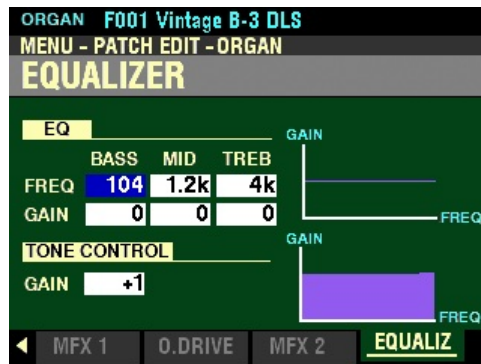 ORGAN F001 Vintage B-3 DLS
MENU - PATCH EDIT - ORGAN
EQUALIZER
EQ
GAIN
BASS MID TREB
FREQ 104 1.2k 4k
GAIN 0 0 0
FREQ
TONE CONTROL
GAIN
GAIN +1
FREQ
MFX 1 O.DRIVE MFX 2 EQUALIZ